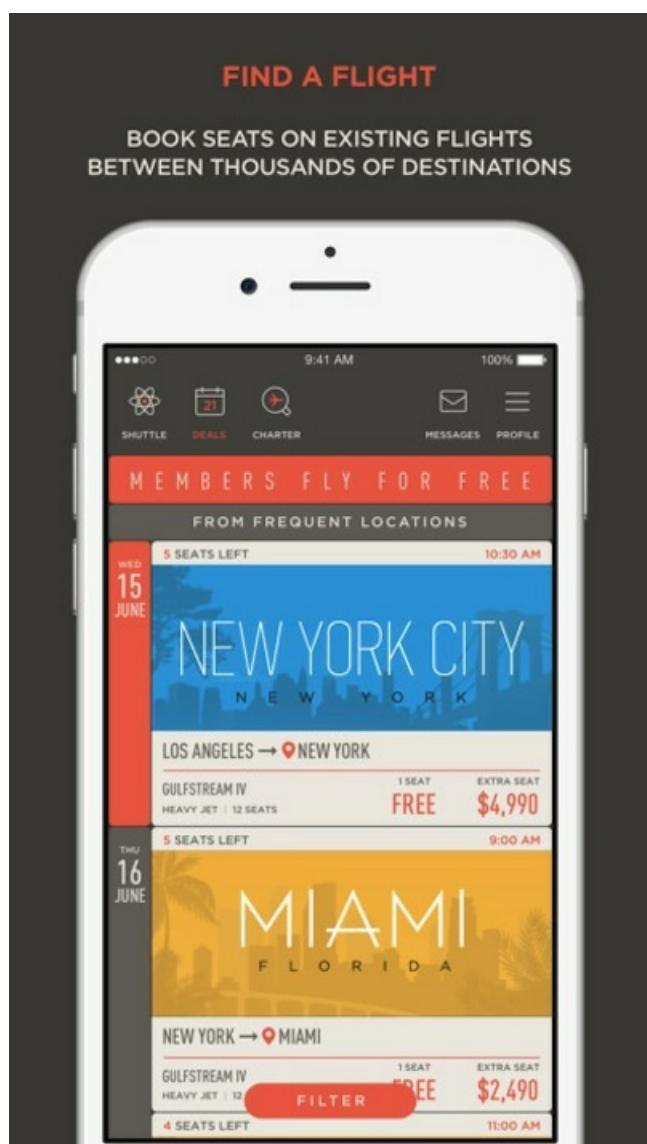 FIND A FLIGHT
BOOK SEATS ON EXISTING FLIGHTS
BETWEEN THOUSANDS OF DESTINATIONS
9:41 AM
100%
21
SHUTTLE
DEALS
CHARTER
MESSAGES
PROFILE
MEMBERS FLY FOR FREE
FROM FREQUENT LOCATIONS
WED
15
JUNE
5 SEATS LEFT
10:30 AM
NEW YORK CITY
NEW YORK
LOS ANGELES → NEW YORK
GULFSTREAM IV
HEAVY JET | 12 SEATS
1 SEAT
FREE
EXTRA SEAT
$4,990
THU
16
JUNE
5 SEATS LEFT
9:00 AM
MIAMI
FLORIDA
NEW YORK → MIAMI
GULFSTREAM IV
HEAVY JET | 12
1 SEAT
EXTRA SEAT
$2,490
FILTER
4 SEATS LEFT
11:00 AM